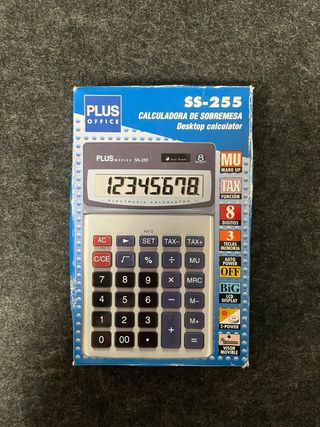 PLUS
OFFICE
SS-255
CALCULADORA DE SOBREMESA
Desktop calculator
PLUS OFFICE SS-255
8
12345678
ELECTRONIC CALCULATOR
RATE
AC ▶ SET TAX− TAX+
C/CE √ % ÷ MU
7 8 9 × MRC
4 5 6 − M−
1 2 3 + M+
0 00 • =
MU
MARK UP
TAX
FUNCIÓN
8
DIGITOS
3
TECLAS
MEMORIA
AUTO
POWER
OFF
BiG
LCD
DISPLAY
2-POWER
VISOR
MOVIBLE